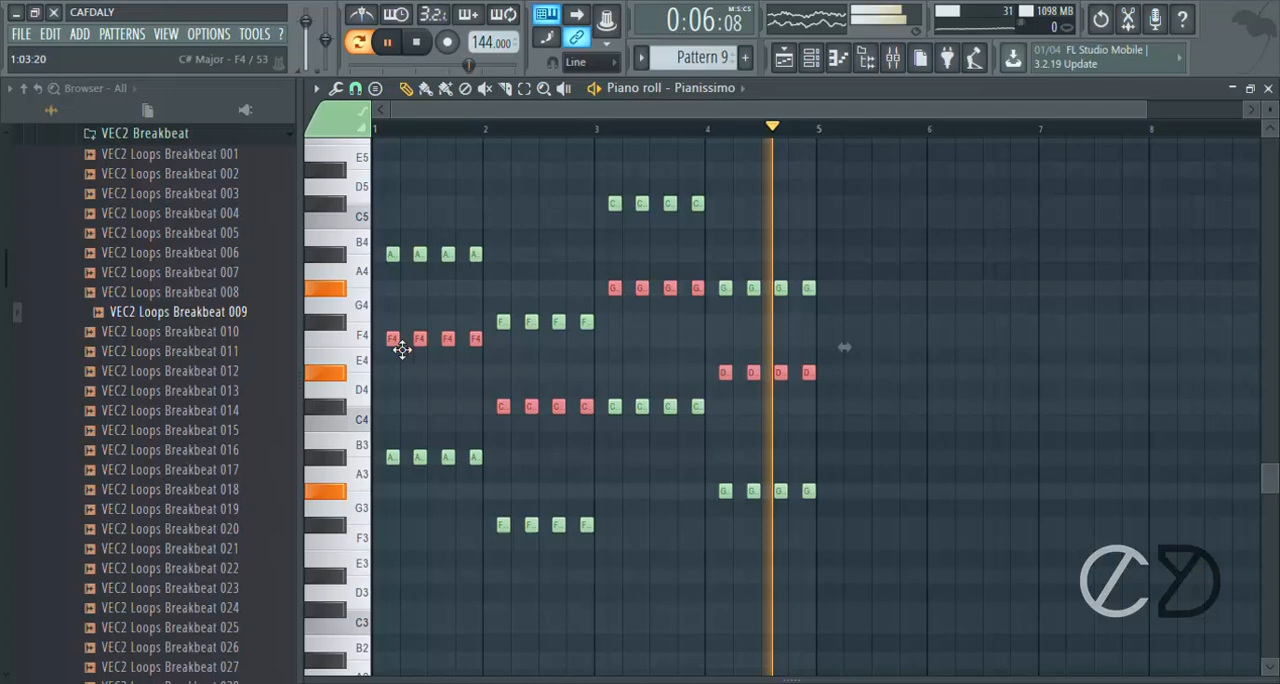 CAFDALY
FILE EDIT ADD PATTERNS VIEW OPTIONS TOOLS ?
1:03:20 C# Major - F4 / 53
3.2.
144.000
Line
0:06:08 M:S:CS
Pattern 9
31 1098 MB
0
01/04 FL Studio Mobile |
3.2.19 Update
Browser - All
Piano roll - Pianissimo
1 2 3 4 5 6 7 8
VEC2 Breakbeat
VEC2 Loops Breakbeat 001
VEC2 Loops Breakbeat 002
VEC2 Loops Breakbeat 003
VEC2 Loops Breakbeat 004
VEC2 Loops Breakbeat 005
VEC2 Loops Breakbeat 006
VEC2 Loops Breakbeat 007
VEC2 Loops Breakbeat 008
VEC2 Loops Breakbeat 009
VEC2 Loops Breakbeat 010
VEC2 Loops Breakbeat 011
VEC2 Loops Breakbeat 012
VEC2 Loops Breakbeat 013
VEC2 Loops Breakbeat 014
VEC2 Loops Breakbeat 015
VEC2 Loops Breakbeat 016
VEC2 Loops Breakbeat 017
VEC2 Loops Breakbeat 018
VEC2 Loops Breakbeat 019
VEC2 Loops Breakbeat 020
VEC2 Loops Breakbeat 021
VEC2 Loops Breakbeat 022
VEC2 Loops Breakbeat 023
VEC2 Loops Breakbeat 024
VEC2 Loops Breakbeat 025
VEC2 Loops Breakbeat 026
VEC2 Loops Breakbeat 027
E5
D5
C5 C.. C.. C.. C..
B4 A.. A.. A.. A..
A4
G.. G.. G.. G.. G.. G.. G.. G..
G4
F.. F.. F.. F..
F4 F4 F4 F4 F4
E4
D.. D.. D.. D..
D4
C.. C.. C.. C.. C.. C.. C.. C..
C4
B3 A.. A.. A.. A..
A3
G.. G.. G.. G..
G3
F.. F.. F.. F..
F3
E3
D3
C3
B2
CD